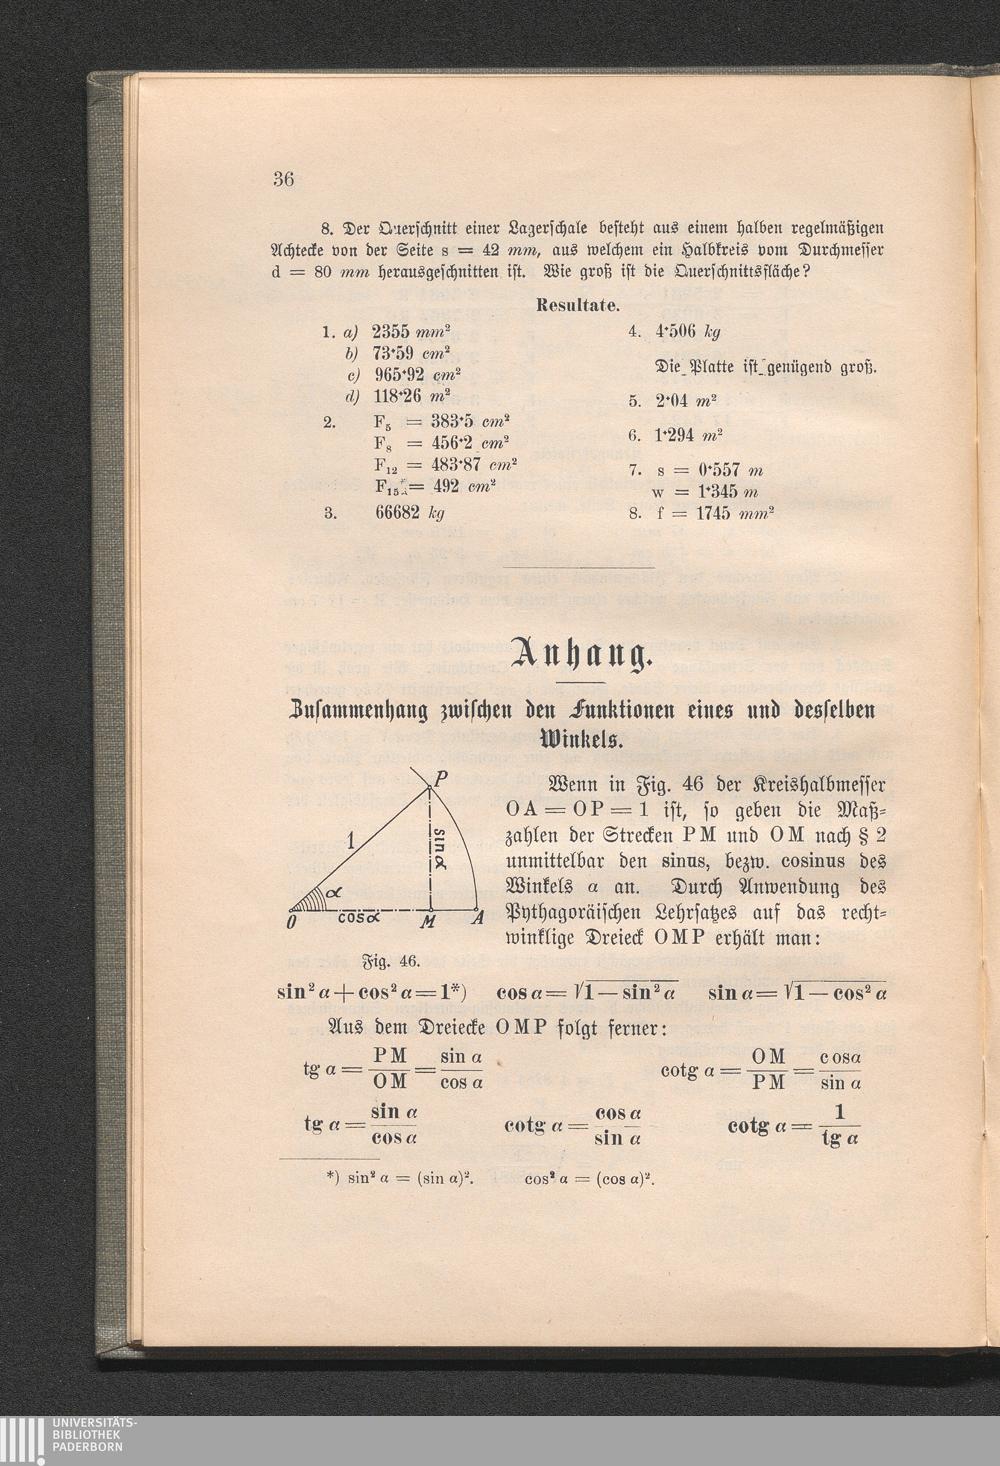 36
8. Der Querschnitt einer Lagerschale besteht aus einem halben regelmäßigen
Achtecke von der Seite s = 42 mm, aus welchem ein Halbkreis vom Durchmesser
d = 80 mm herausgeschnitten ist. Wie groß ist die Querschnittsfläche?
Resultate.
1. a) 2355 mm²
b) 73·59 cm²
c) 965·92 cm²
d) 118·26 m²
2. F₅ = 383·5 cm²
F₈ = 456·2 cm²
F₁₂ = 483·87 cm²
F₁₅ = 492 cm²
3. 66682 kg
4. 4·506 kg
Die Platte ist genügend groß.
5. 2·04 m²
6. 1·294 m²
7. s = 0·557 m
w = 1·345 m
8. f = 1745 mm²
Anhang.
Zusammenhang zwischen den Funktionen eines und desselben
Winkels.
P
1
sin α
α
O cos α M A
Fig. 46.
Wenn in Fig. 46 der Kreishalbmesser
OA = OP = 1 ist, so geben die Maß=
zahlen der Strecken PM und OM nach § 2
unmittelbar den sinus, bezw. cosinus des
Winkels α an. Durch Anwendung des
Pythagoräischen Lehrsatzes auf das recht=
winklige Dreieck OMP erhält man:
sin² α + cos² α = 1*) cos α = √1 — sin² α sin α = √1 — cos² α
Aus dem Dreiecke OMP folgt ferner:
tg α = PM/OM = sin α/cos α cotg α = OM/PM = cos α/sin α
tg α = sin α/cos α cotg α = cos α/sin α cotg α = 1/tg α
*) sin² α = (sin α)². cos² α = (cos α)².
UNIVERSITÄTS-
BIBLIOTHEK
PADERBORN